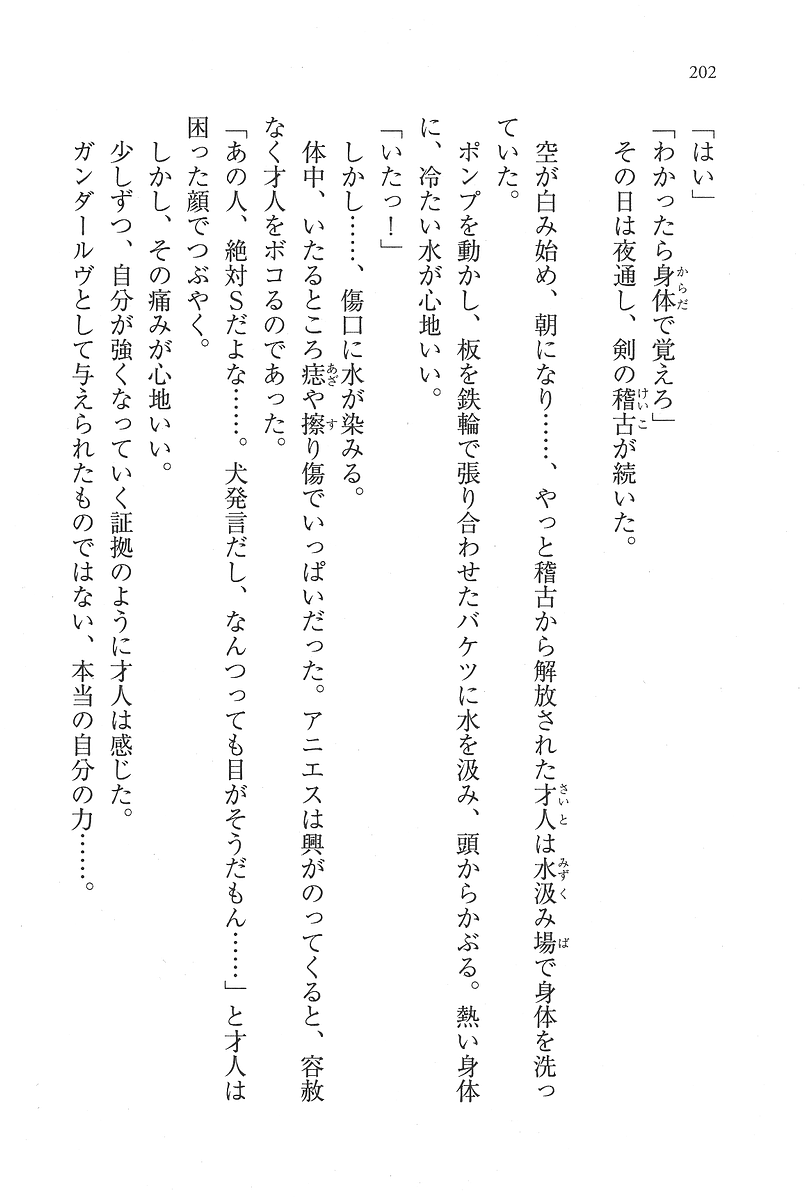 202
「はい」
「わかったら身体で覚えろ」
その日は夜通し、剣の稽古が続いた。
空が白み始め、朝になり……、やっと稽古から解放された才人は水汲み場で身体を洗っ
ていた。
ポンプを動かし、板を鉄輪で張り合わせたバケツに水を汲み、頭からかぶる。熱い身体
に、冷たい水が心地いい。
「いたっ！」
しかし……、傷口に水が染みる。
体中、いたるところ痣や擦り傷でいっぱいだった。アニエスは興がのってくると、容赦
なく才人をボコるのであった。
「あの人、絶対Ｓだよな……。犬発言だし、なんつっても目がそうだもん……」と才人は
困った顔でつぶやく。
しかし、その痛みが心地いい。
少しずつ、自分が強くなっていく証拠のように才人は感じた。
ガンダールヴとして与えられたものではない、本当の自分の力……。